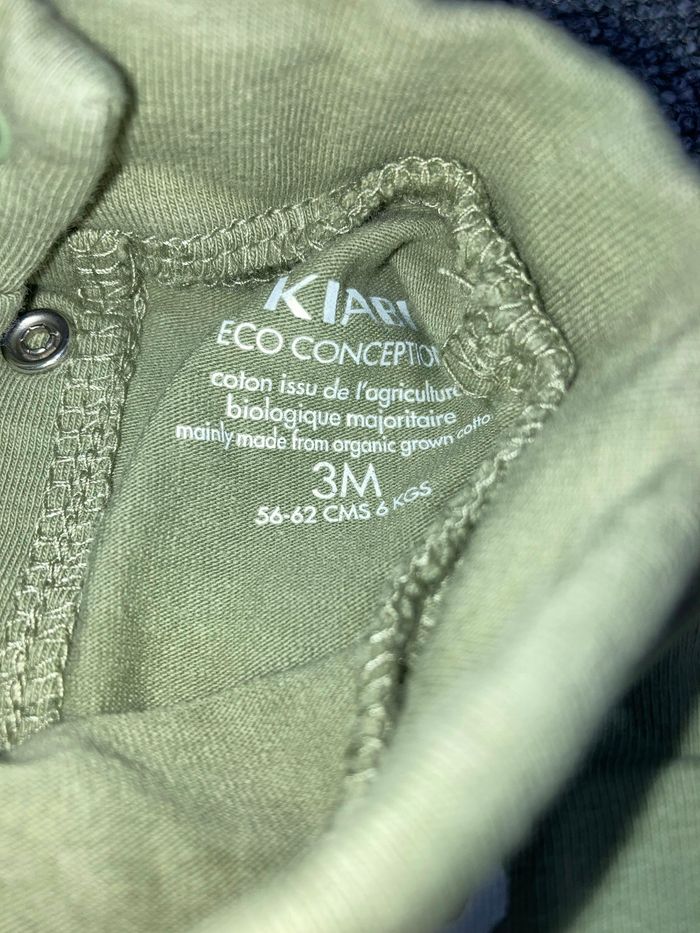 KIABI
ECO CONCEPTION
coton issu de l'agriculture
biologique majoritaire
mainly made from organic grown cotto
3M
56-62 CMS 6 KGS